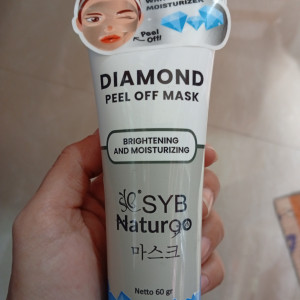 MOISTURIZER
Peel
Off!
DIAMOND
PEEL OFF MASK
BRIGHTENING
AND MOISTURIZING
SYB
Naturgo
마스크
Netto 60 gr